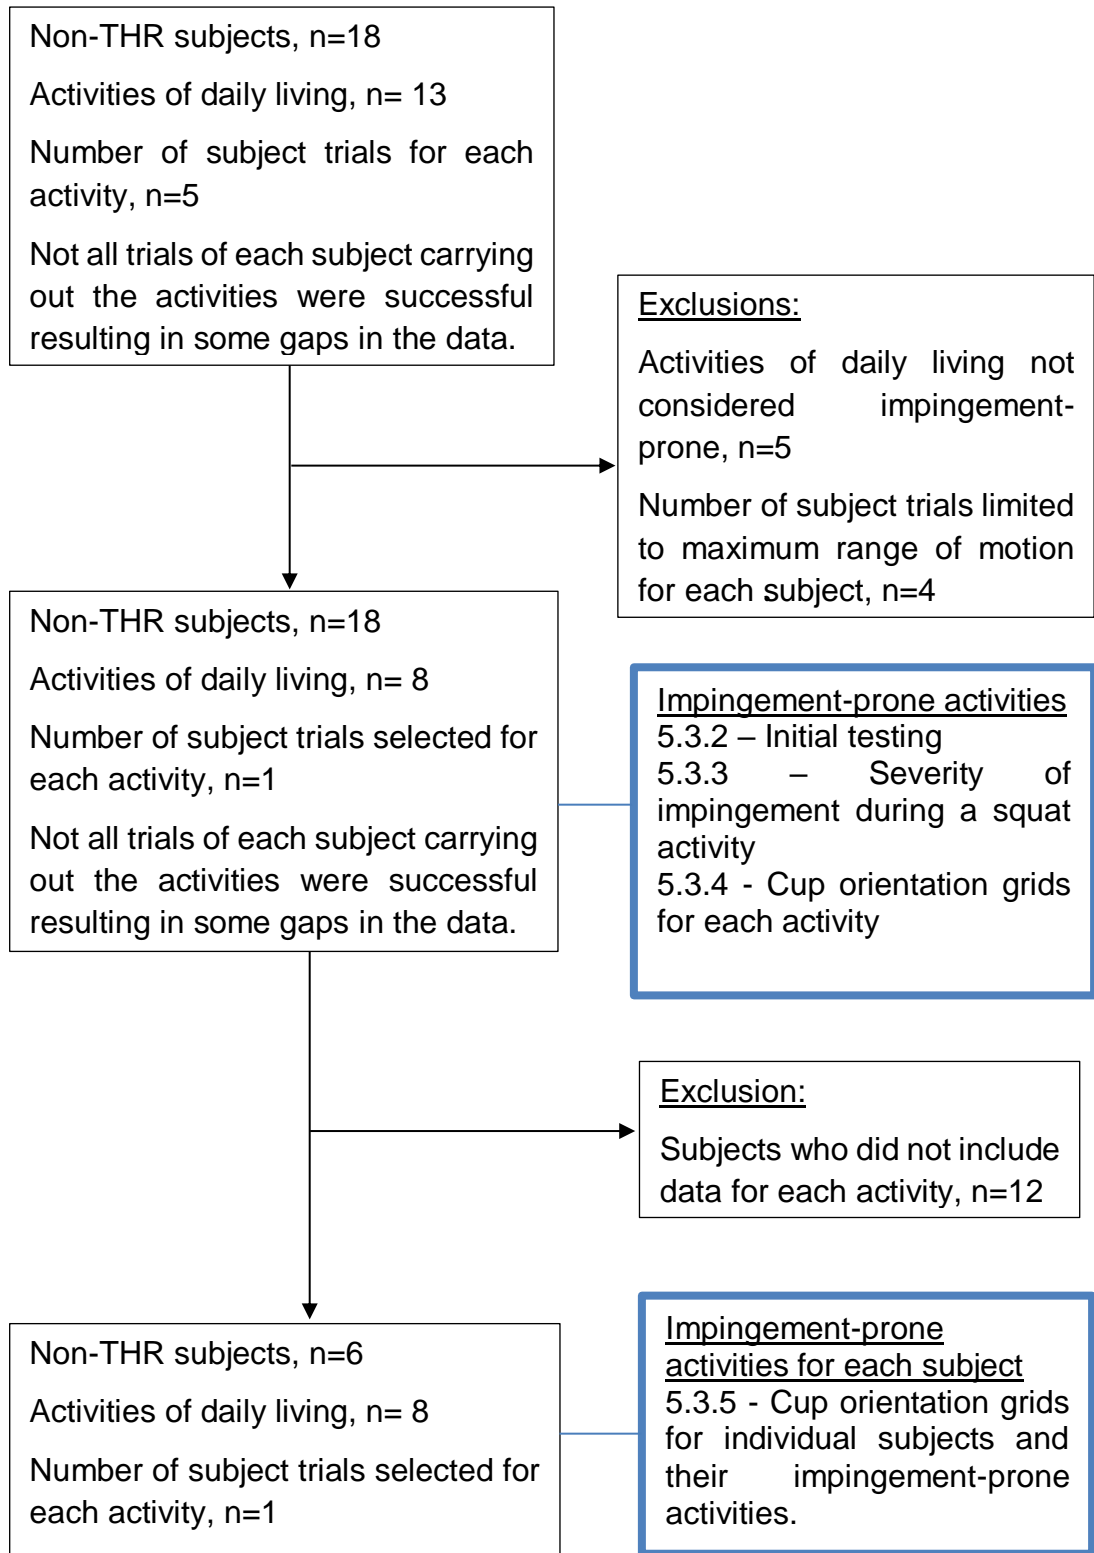 Non-THR subjects, n=18
Activities of daily living, n= 13
Number of subject trials for each
activity, n=5
Not all trials of each subject carrying
out the activities were successful
resulting in some gaps in the data.
Exclusions:
Activities of daily living not
considered impingement-
prone, n=5
Number of subject trials limited
to maximum range of motion
for each subject, n=4
Non-THR subjects, n=18
Activities of daily living, n= 8
Number of subject trials selected for
each activity, n=1
Not all trials of each subject carrying
out the activities were successful
resulting in some gaps in the data.
Impingement-prone activities
5.3.2 – Initial testing
5.3.3 – Severity of
impingement during a squat
activity
5.3.4 - Cup orientation grids
for each activity
Exclusion:
Subjects who did not include
data for each activity, n=12
Non-THR subjects, n=6
Activities of daily living, n= 8
Number of subject trials selected for
each activity, n=1
Impingement-prone
activities for each subject
5.3.5 - Cup orientation grids
for individual subjects and
their impingement-prone
activities.